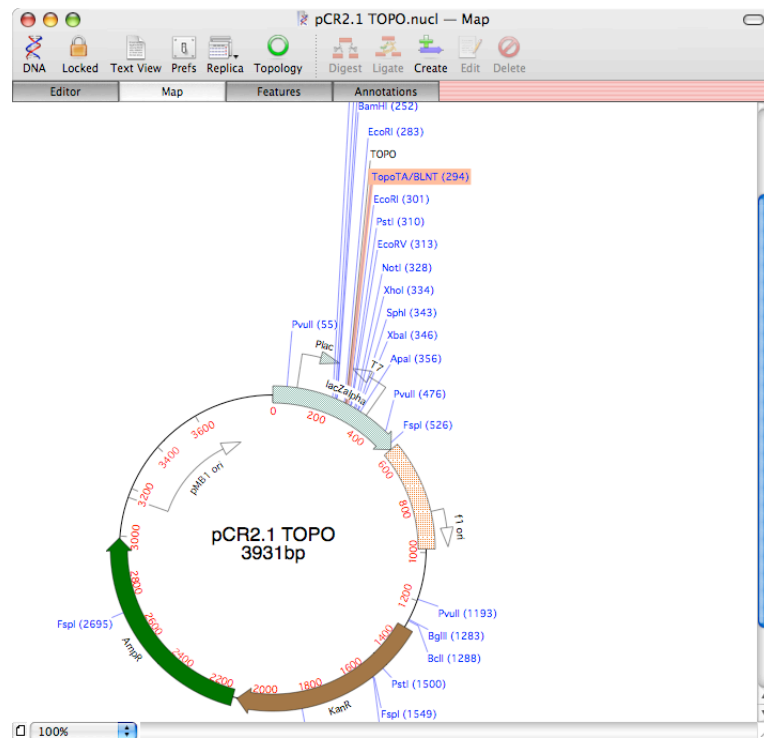 pCR2.1 TOPO.nucl — Map
DNA Locked Text View Prefs Replica Topology Digest Ligate Create Edit Delete
Editor Map Features Annotations
BamHI (252)
EcoRI (283)
TOPO
TopoTA/BLNT (294)
EcoRI (301)
PstI (310)
EcoRV (313)
NotI (328)
XhoI (334)
SphI (343)
XbaI (346)
ApaI (356)
PvuII (55)
Plac
T7
lacZalpha
PvuII (476)
FspI (526)
0
200
400
600
800
1000
1200
1400
1600
1800
2000
2200
2400
2600
2800
3000
3200
3400
3600
pMB1 ori
f1 ori
pCR2.1 TOPO
3931bp
PvuII (1193)
BglII (1283)
BclI (1288)
PstI (1500)
FspI (1549)
KanR
AmpR
FspI (2695)
100%